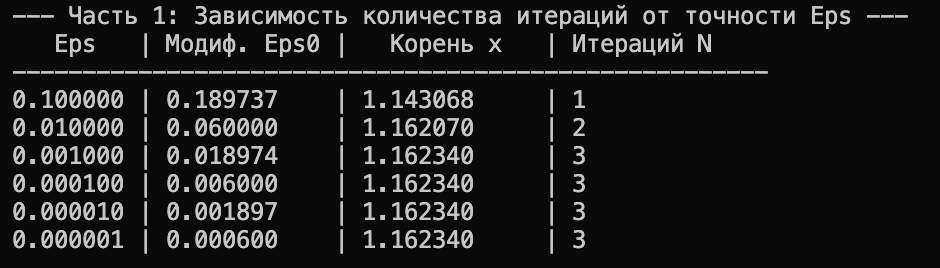 --- Часть 1: Зависимость количества итераций от точности Eps ---
   Eps   | Модиф. Eps0 |   Корень x   | Итераций N
------------------------------------------------------
0.100000 | 0.189737    | 1.143068     | 1
0.010000 | 0.060000    | 1.162070     | 2
0.001000 | 0.018974    | 1.162340     | 3
0.000100 | 0.006000    | 1.162340     | 3
0.000010 | 0.001897    | 1.162340     | 3
0.000001 | 0.000600    | 1.162340     | 3